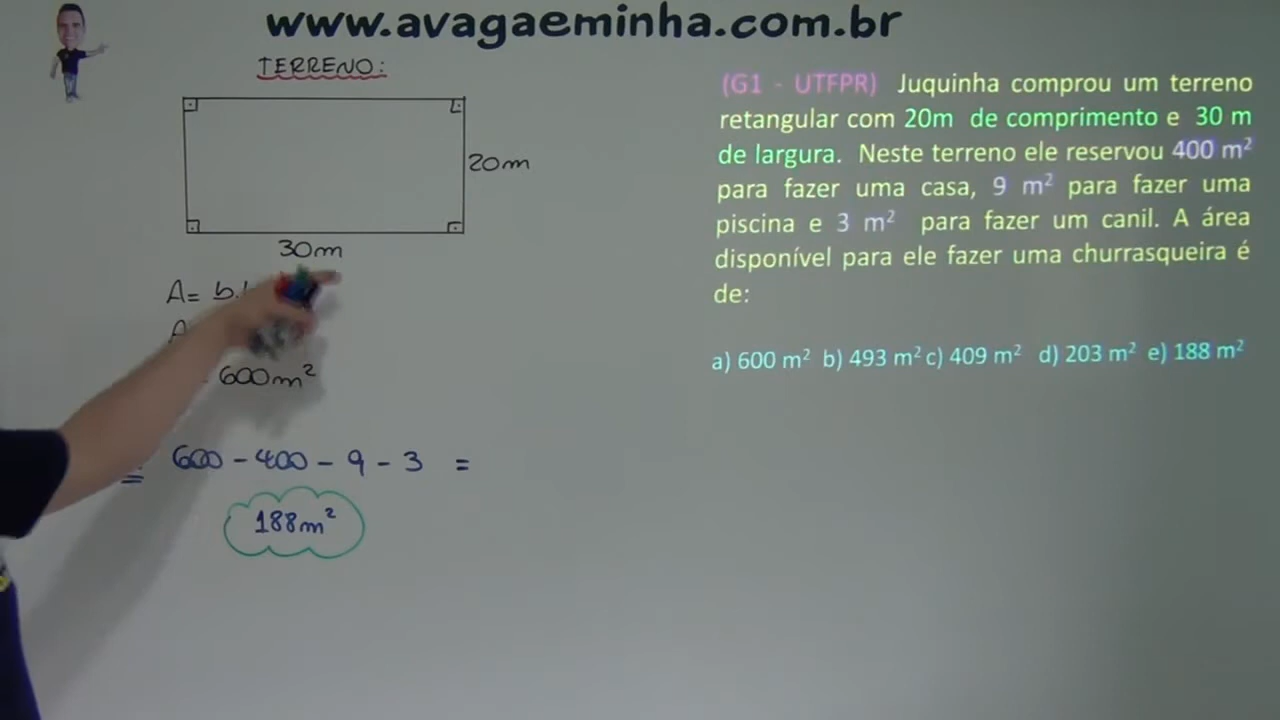 www.avagaeminha.com.br
TERRENO:
20m
30m
A= b.
A
600m²
600 - 400 - 9 - 3 =
188m²
(G1 - UTFPR) Juquinha comprou um terreno
retangular com 20m de comprimento e 30 m
de largura. Neste terreno ele reservou 400 m²
para fazer uma casa, 9 m² para fazer uma
piscina e 3 m² para fazer um canil. A área
disponível para ele fazer uma churrasqueira é
de:
a) 600 m² b) 493 m² c) 409 m² d) 203 m² e) 188 m²